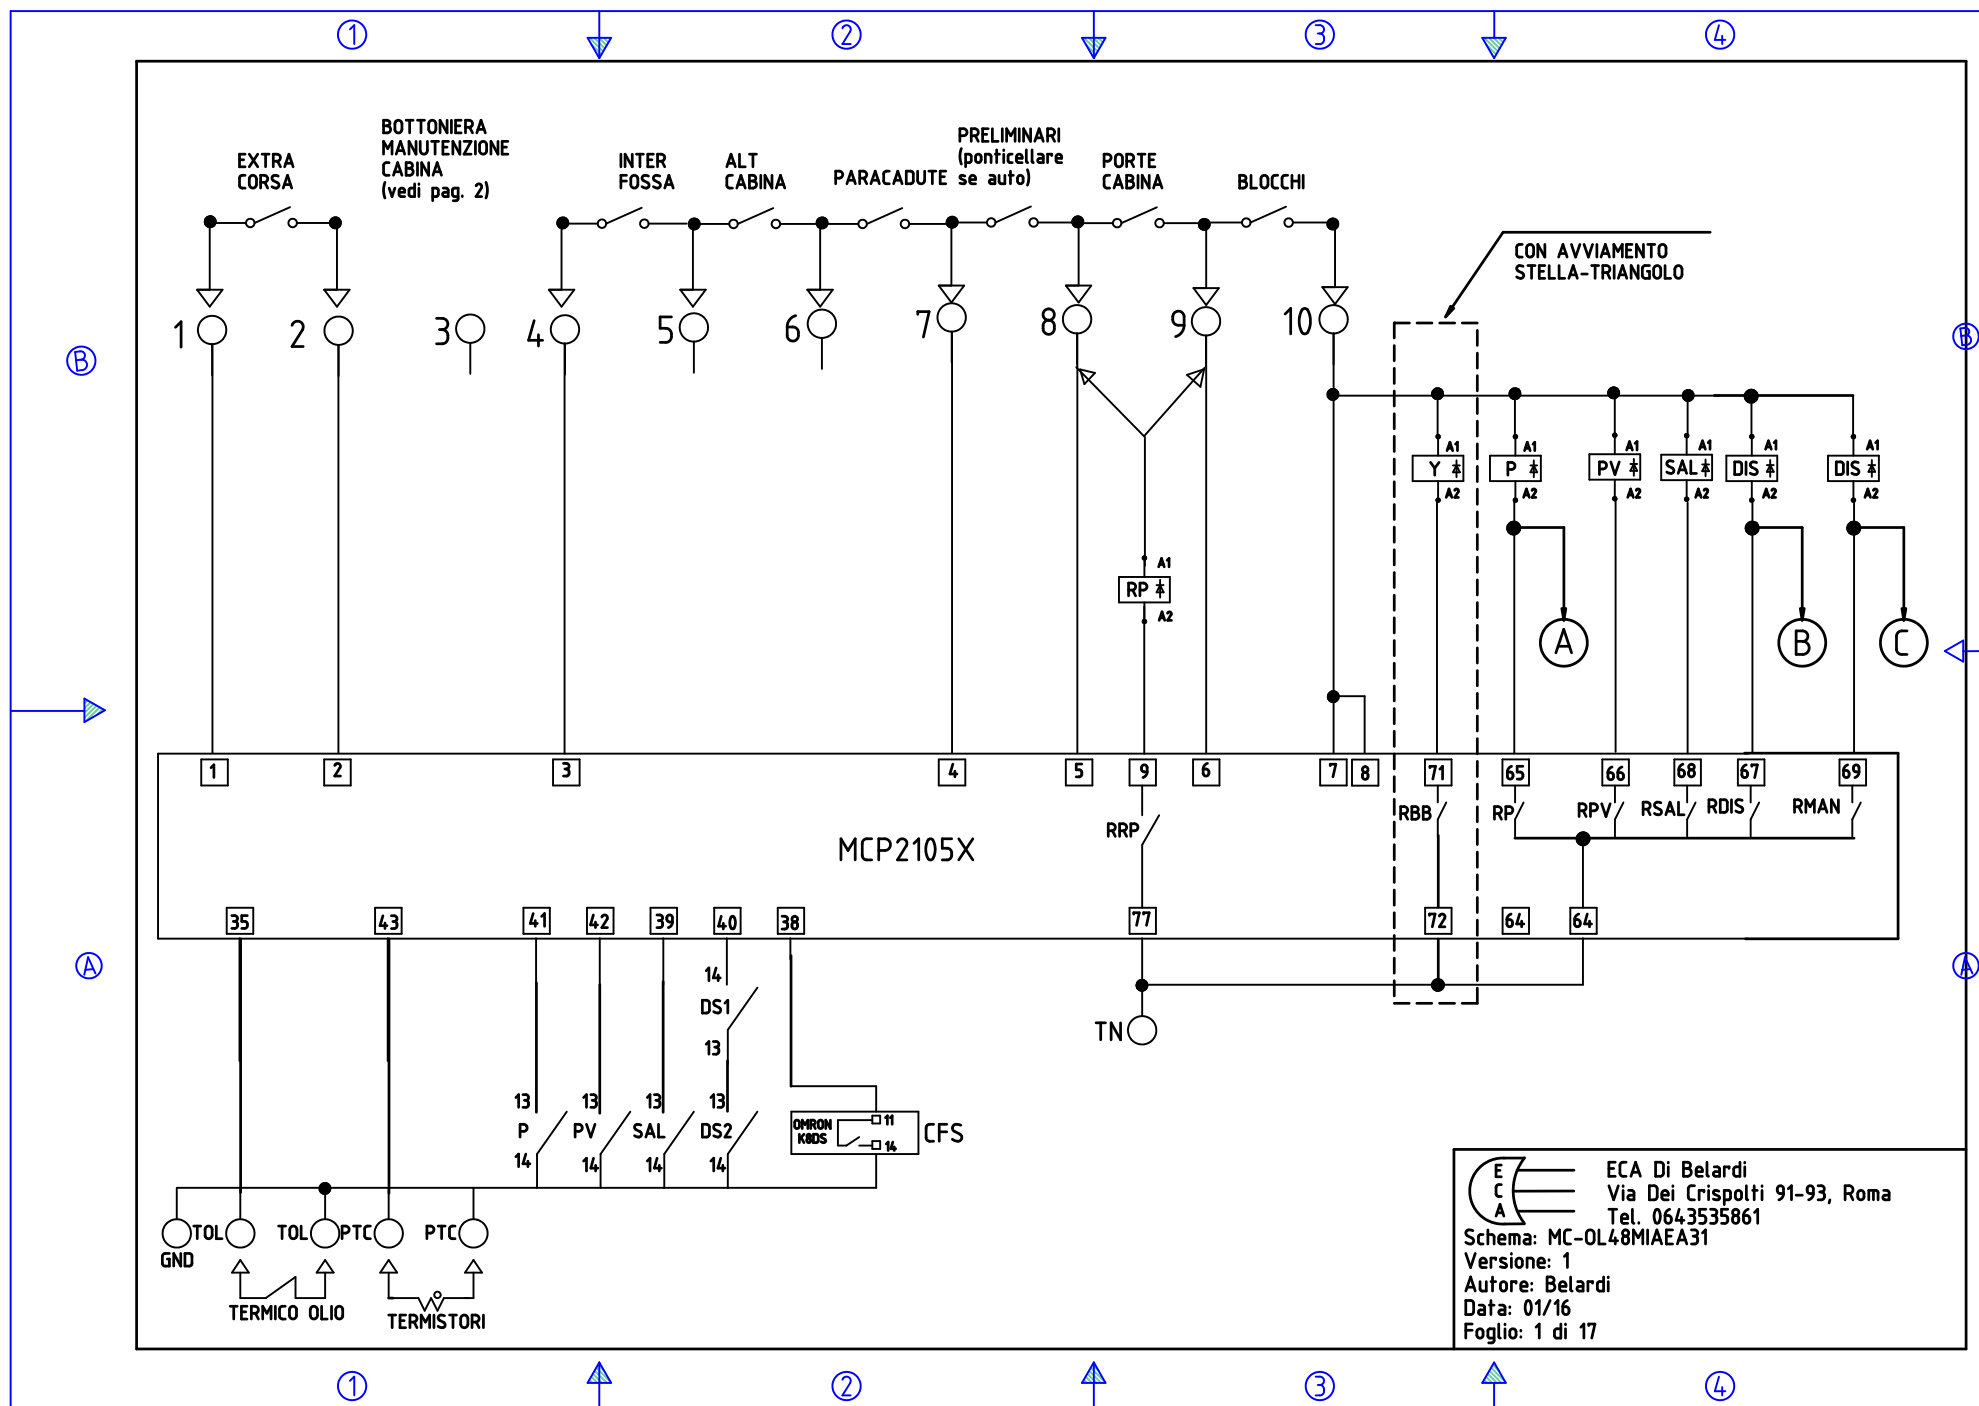 1
2
3
4
EXTRA
CORSA
BOTTONIERA
MANUTENZIONE
CABINA
(vedi pag. 2)
INTER
FOSSA
ALT
CABINA
PARACADUTE
PRELIMINARI
(ponticellare
se auto)
PORTE
CABINA
BLOCCHI
CON AVVIAMENTO
STELLA-TRIANGOLO
1
2
3
4
5
6
7
8
9
10
B
B
A1
Y
A2
A1
P
A2
A1
PV
A2
A1
SAL
A2
A1
DIS
A2
A1
DIS
A2
A1
RP
A2
A
B
C
1
2
3
4
5
9
6
7
8
71
65
66
68
67
69
RRP
RBB
RP
RPV
RSAL
RDIS
RMAN
MCP2105X
35
43
41
42
39
40
38
77
72
64
64
A
A
14
DS1
13
TN
13
P
14
13
PV
14
13
SAL
14
13
DS2
14
OMRON
K8DS
11
14
CFS
GND
TOL
TOL
PTC
PTC
TERMICO OLIO
TERMISTORI
E
C
A
ECA Di Belardi
Via Dei Crispolti 91-93, Roma
Tel. 0643535861
Schema: MC-OL48MIAEA31
Versione: 1
Autore: Belardi
Data: 01/16
Foglio: 1 di 17
1
2
3
4